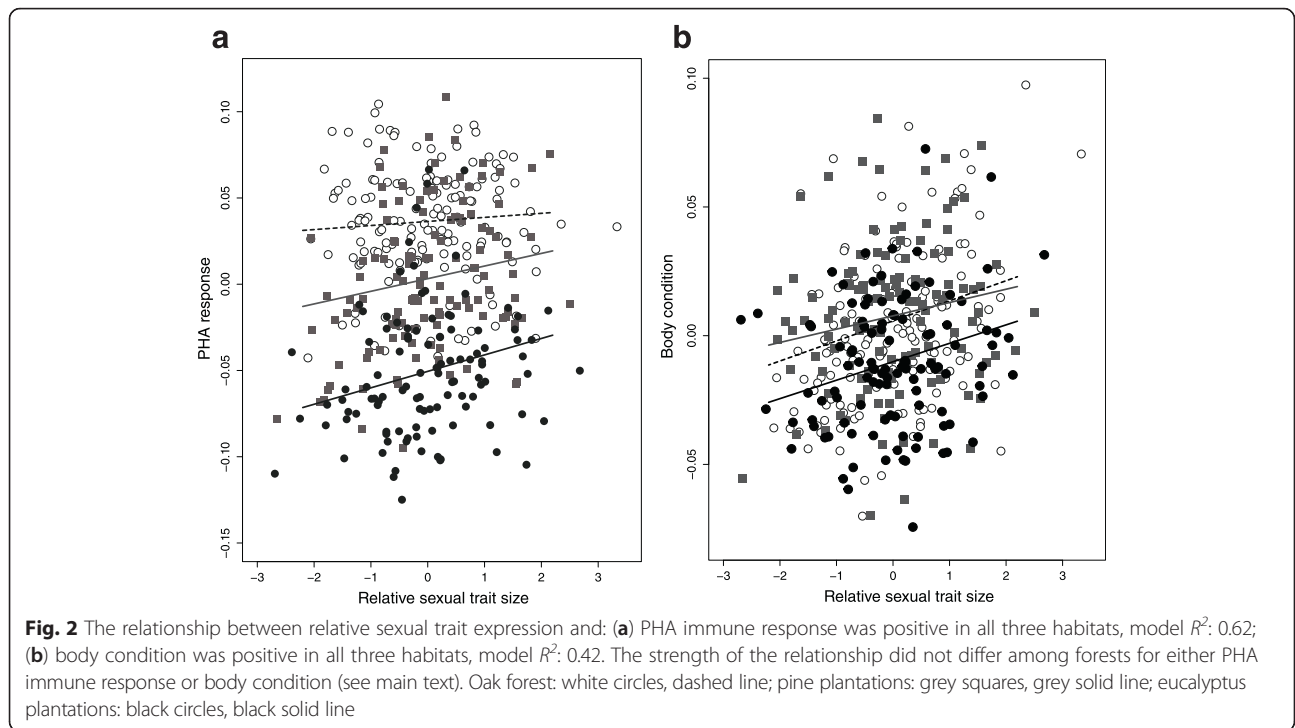 a
b
PHA response
0.10
0.05
0.00
−0.05
−0.10
−0.15
−3 −2 −1 0 1 2 3
Relative sexual trait size
Body condition
0.10
0.05
0.00
−0.05
−3 −2 −1 0 1 2 3
Relative sexual trait size
Fig. 2 The relationship between relative sexual trait expression and: (a) PHA immune response was positive in all three habitats, model R²: 0.62;
(b) body condition was positive in all three habitats, model R²: 0.42. The strength of the relationship did not differ among forests for either PHA
immune response or body condition (see main text). Oak forest: white circles, dashed line; pine plantations: grey squares, grey solid line; eucalyptus
plantations: black circles, black solid line